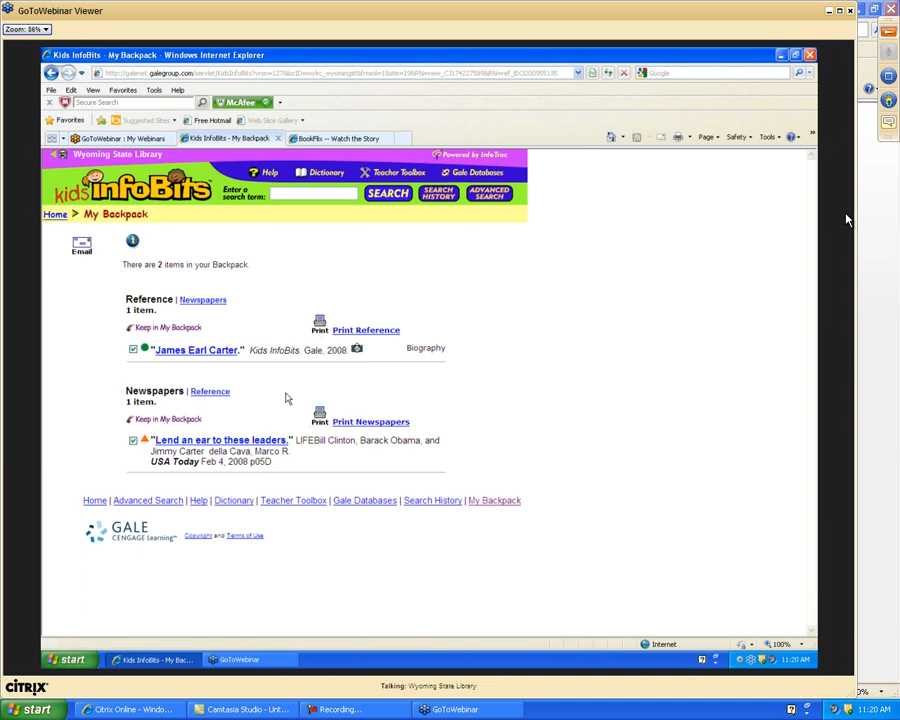 GoToWebinar Viewer
Zoom: 86%
Kids InfoBits - My Backpack - Windows Internet Explorer
Google
File Edit View Favorites Tools Help
Secure Search McAfee
Favorites Suggested Sites Free Hotmail Web Slice Gallery
GoToWebinar : My Webinars Kids InfoBits - My Backpack BookFlix -- Watch the Story
Page Safety Tools
Wyoming State Library Powered by InfoTrac
kids infoBits
Help Dictionary Teacher Toolbox Gale Databases
Enter a search term: SEARCH SEARCH HISTORY ADVANCED SEARCH
Home > My Backpack
E-mail
There are 2 items in your Backpack.
Reference | Newspapers
1 item.
Keep in My Backpack
Print Print Reference
"James Earl Carter." Kids InfoBits. Gale, 2008. Biography
Newspapers | Reference
1 item.
Keep in My Backpack
Print Print Newspapers
"Lend an ear to these leaders." LIFEBill Clinton, Barack Obama, and
Jimmy Carter della Cava, Marco R.
USA Today Feb 4, 2008 p05D
Home | Advanced Search | Help | Dictionary | Teacher Toolbox | Gale Databases | Search History | My Backpack
GALE
CENGAGE Learning™
Copyright and Terms of Use
Internet 100%
start Kids InfoBits - My Bac... GoToWebinar 11:20 AM
CITRIX
Talking: Wyoming State Library
0%
start Citrix Online - Windo... Camtasia Studio - Unt... Recording... GoToWebinar 11:20 AM